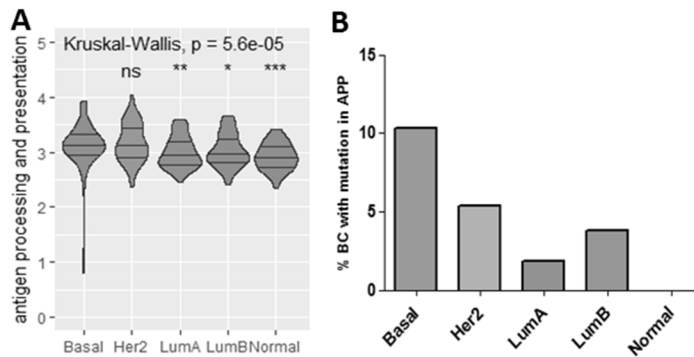 A
antigen processing and presentation
5
4
3
2
1
0
Kruskal-Wallis, p = 5.6e-05
ns ** * ***
Basal Her2 LumA LumB Normal
B
% BC with mutation in APP
15
10
5
0
Basal Her2 LumA LumB Normal